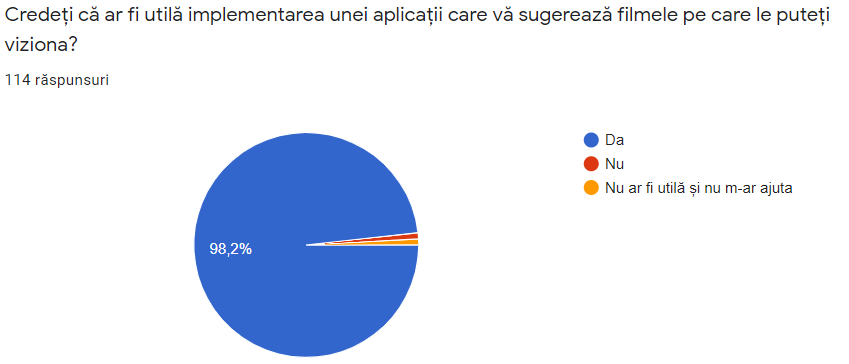 Credeți că ar fi utilă implementarea unei aplicații care vă sugerează filmele pe care le puteți
viziona?
114 răspunsuri
98,2%
Da
Nu
Nu ar fi utilă și nu m-ar ajuta